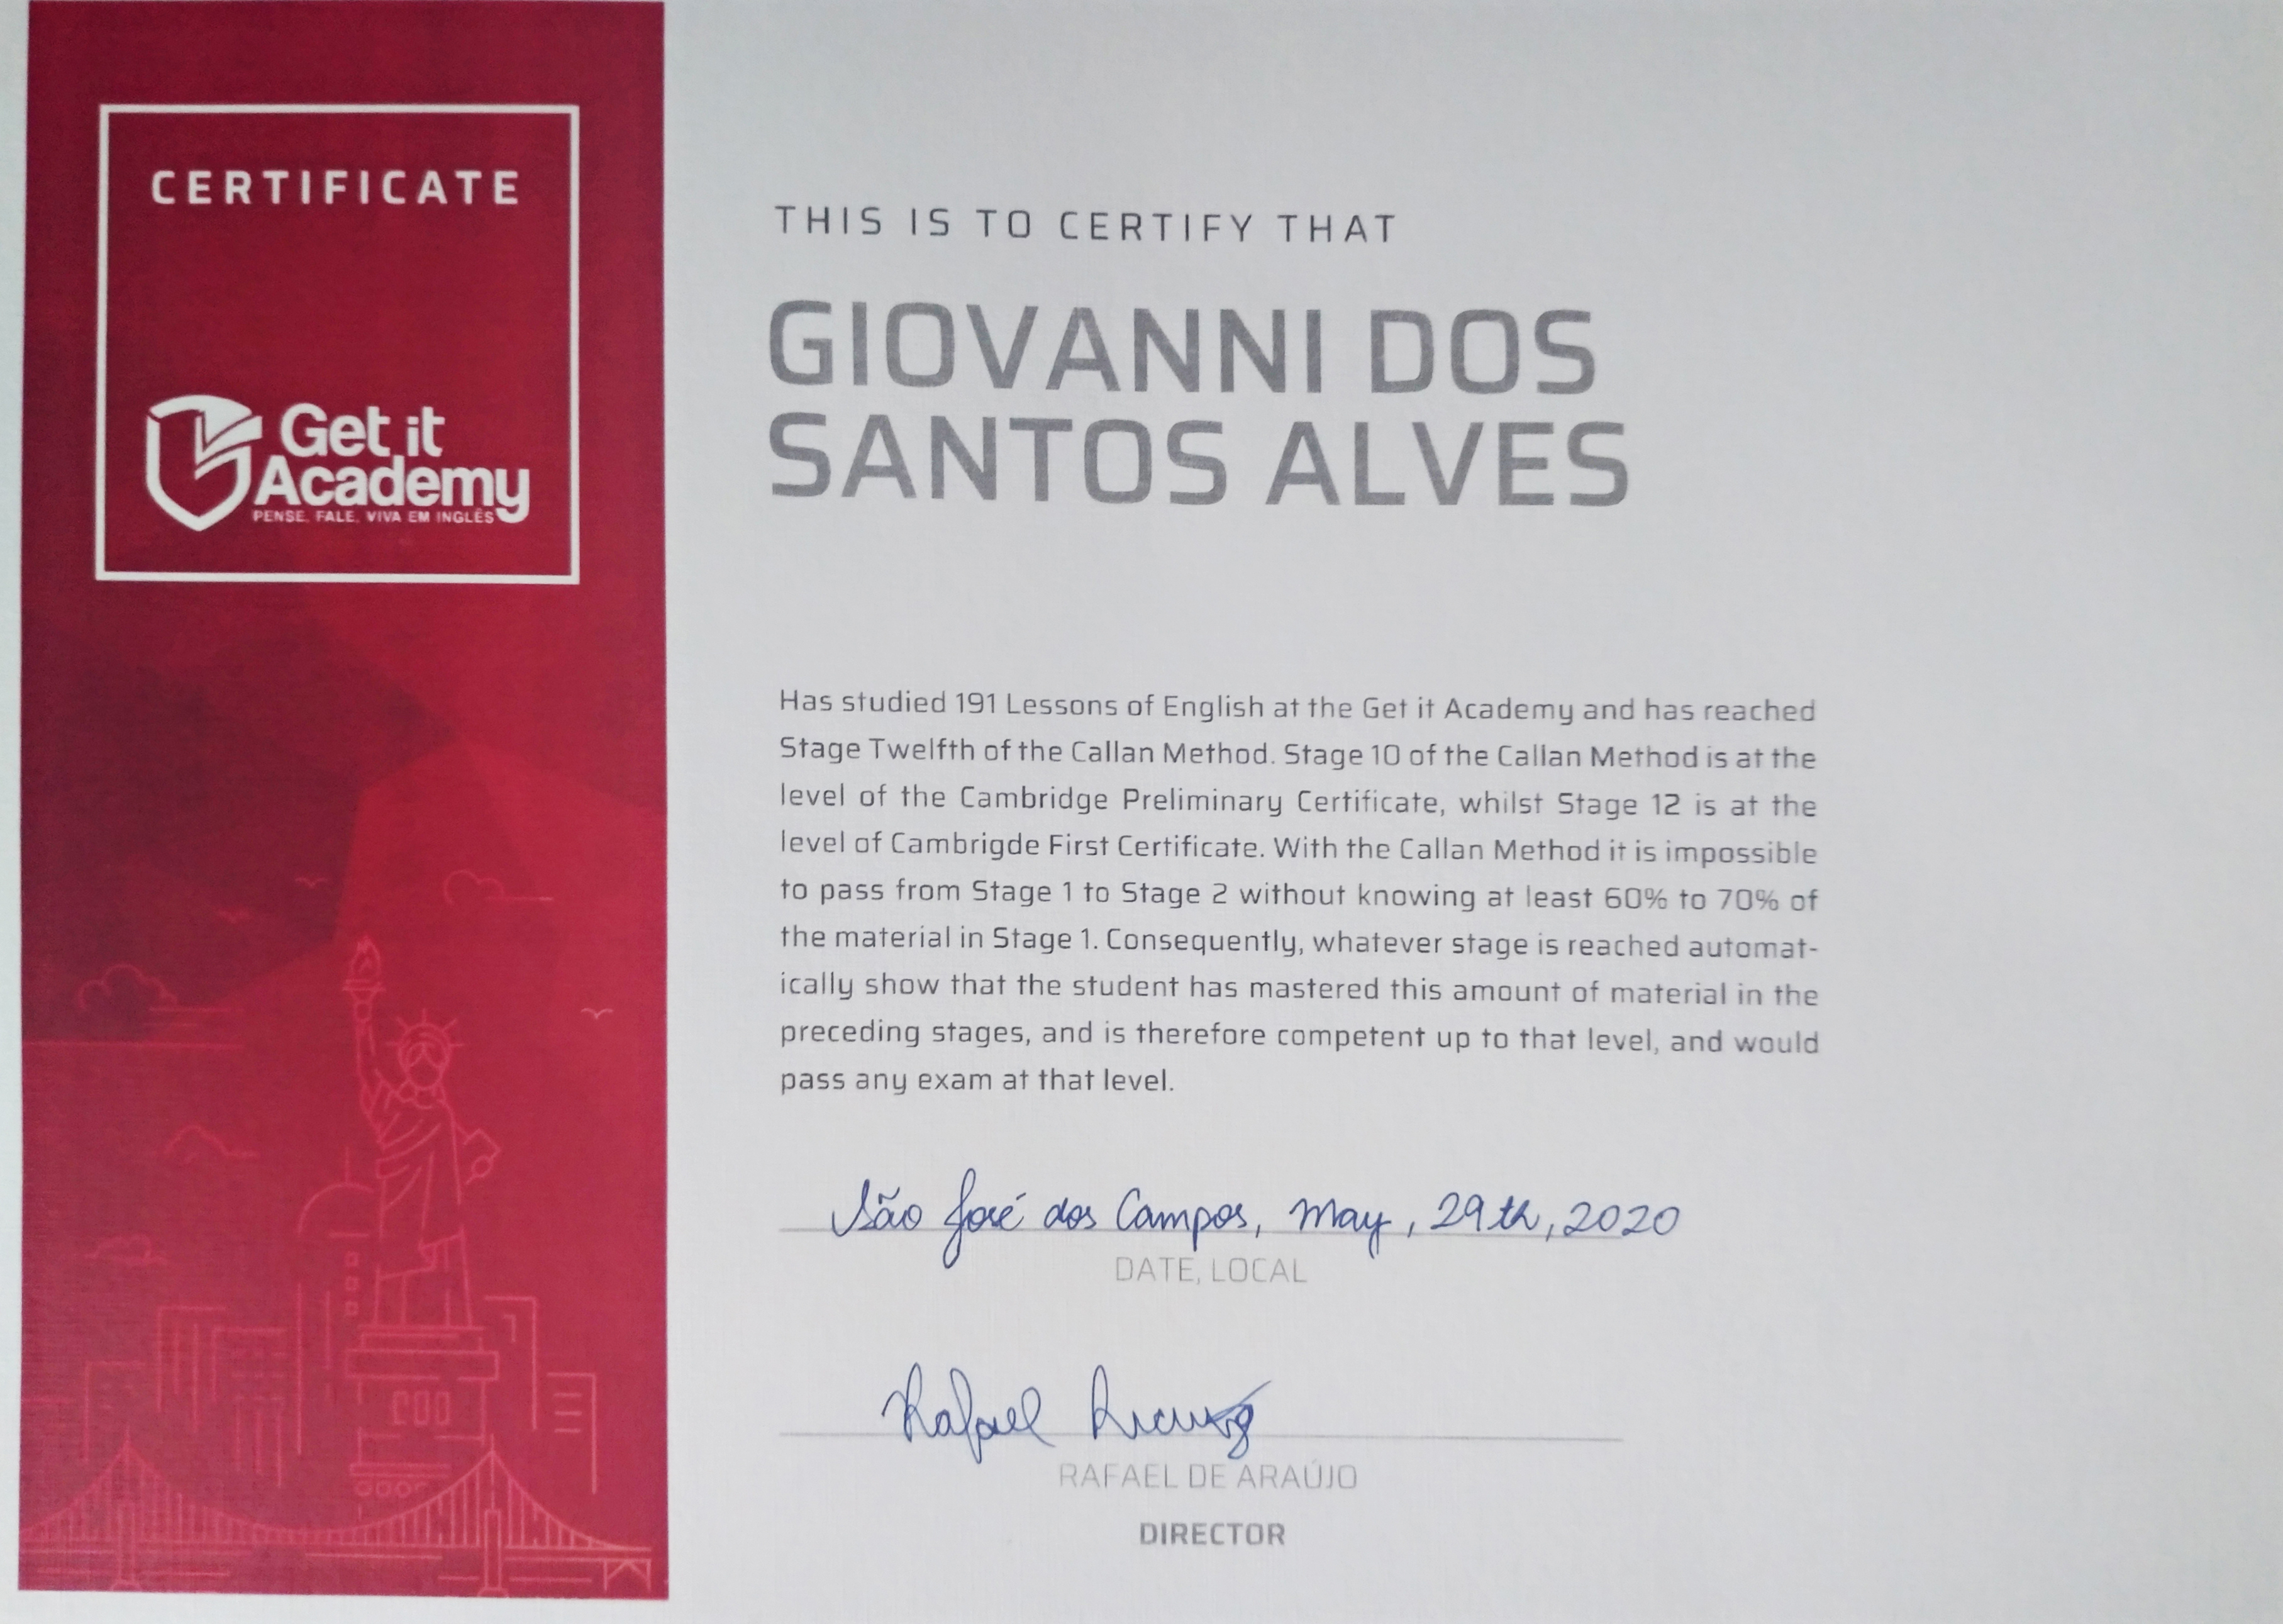 CERTIFICATE
Get it
Academy
PENSE, FALE, VIVA EM INGLÊS
THIS IS TO CERTIFY THAT
GIOVANNI DOS
SANTOS ALVES
Has studied 191 Lessons of English at the Get it Academy and has reached
Stage Twelfth of the Callan Method. Stage 10 of the Callan Method is at the
level of the Cambridge Preliminary Certificate, whilst Stage 12 is at the
level of Cambrigde First Certificate. With the Callan Method it is impossible
to pass from Stage 1 to Stage 2 without knowing at least 60% to 70% of
the material in Stage 1. Consequently, whatever stage is reached automat-
ically show that the student has mastered this amount of material in the
preceding stages, and is therefore competent up to that level, and would
pass any exam at that level.
São José dos Campos, May, 29th, 2020
DATE, LOCAL
Rafael
RAFAEL DE ARAÚJO
DIRECTOR